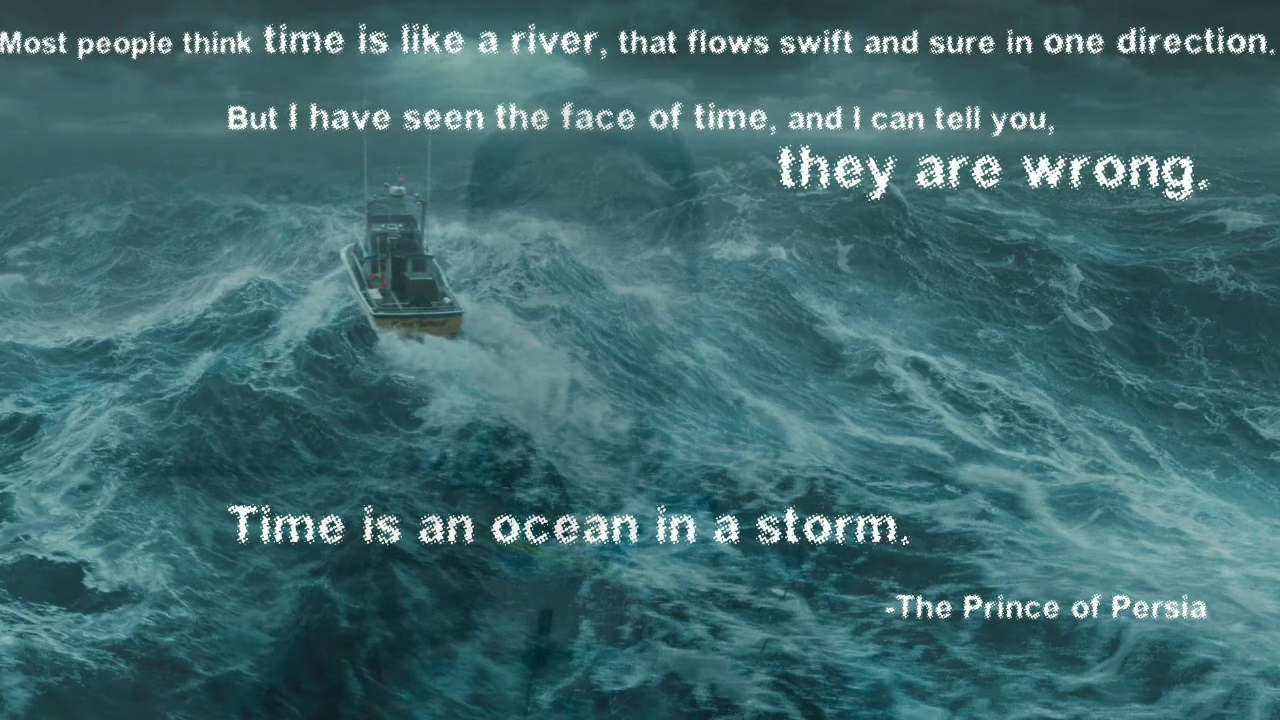 Most people think time is like a river, that flows swift and sure in one direction.
But I have seen the face of time, and I can tell you,
they are wrong.
Time is an ocean in a storm.
-The Prince of Persia